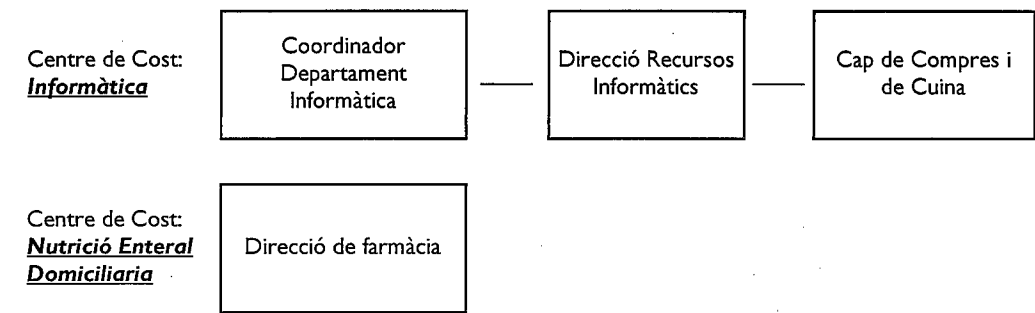 Centre de Cost:
Informàtica
Coordinador
Departament
Informàtica
Direcció Recursos
Informàtics
Cap de Compres i
de Cuina
Centre de Cost:
Nutrició Enteral
Domiciliaria
Direcció de farmàcia